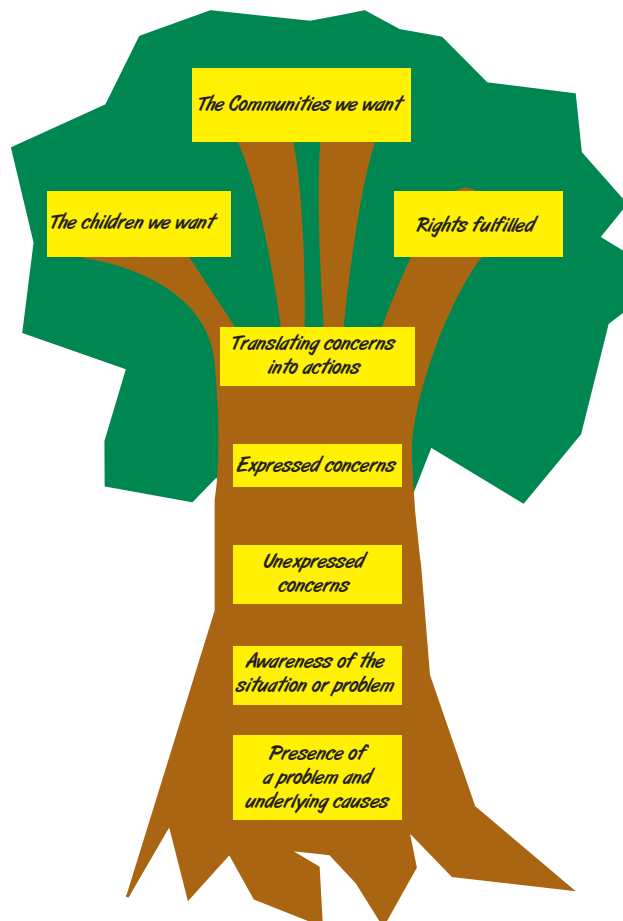 The Communities we want
The children we want
Rights fulfilled
Translating concerns
into actions
Expressed concerns
Unexpressed
concerns
Awareness of the
situation or problem
Presence of
a problem and
underlying causes